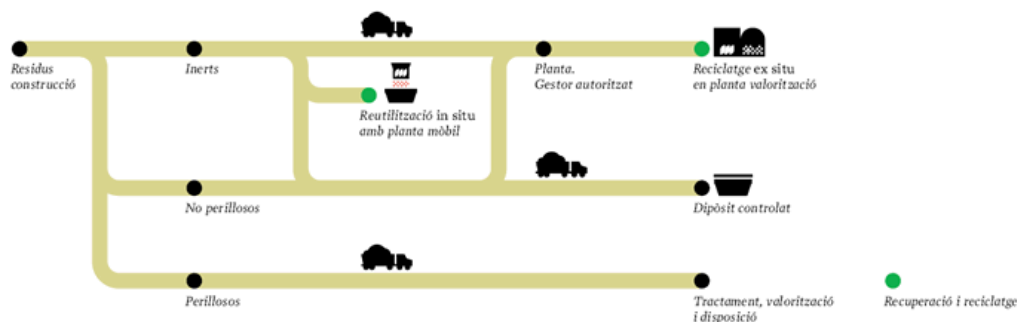 Residus
construcció
Inerts
Planta.
Gestor autoritzat
Reciclatge ex situ
en planta valorització
Reutilització in situ
amb planta mòbil
No perillosos
Dipòsit controlat
Perillosos
Tractament, valorització
i disposició
Recuperació i reciclatge